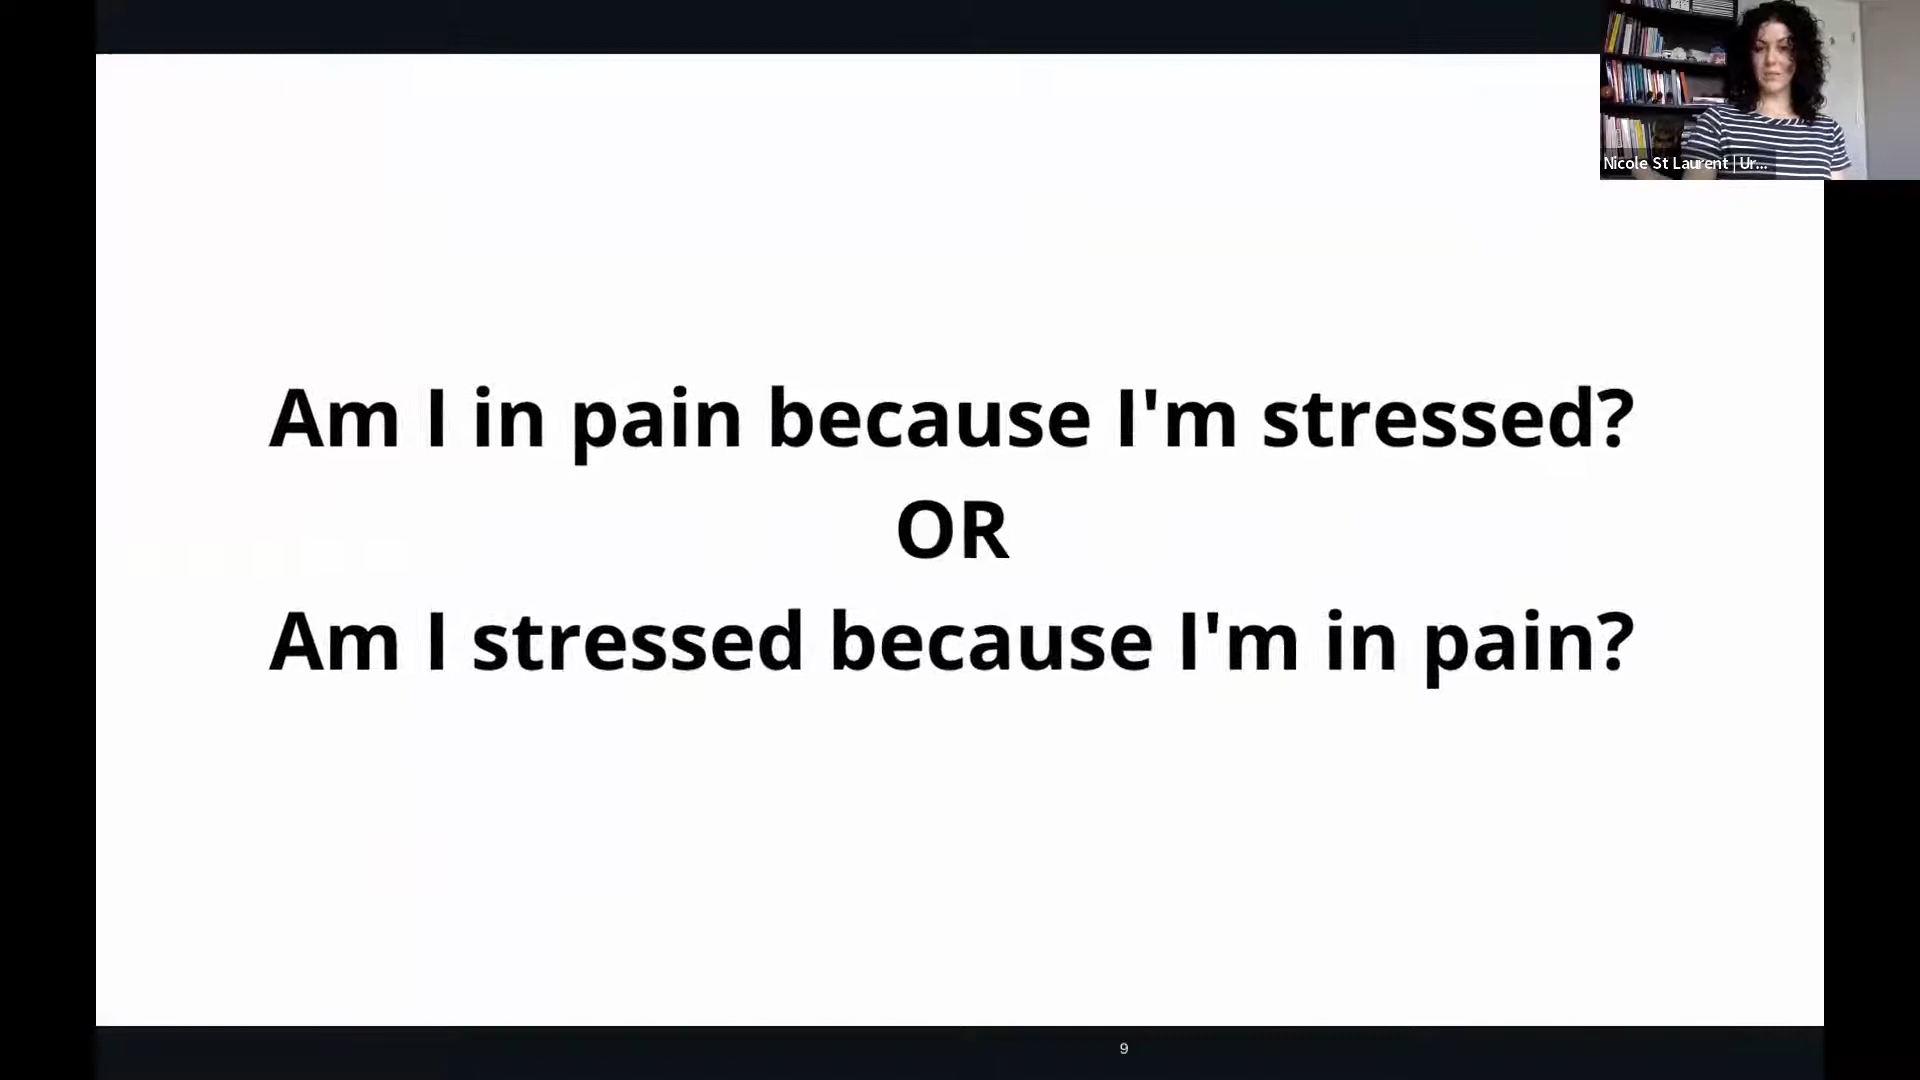 Nicole St Laurent | Ur...
Am I in pain because I'm stressed?
OR
Am I stressed because I'm in pain?
9